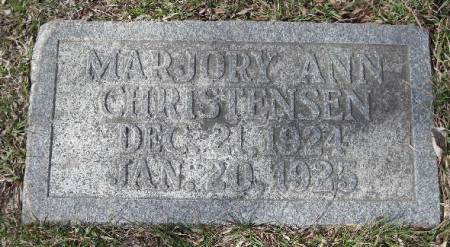 MARJORY ANN
CHRISTENSEN
DEC. 21, 1924
JAN. 20, 1925